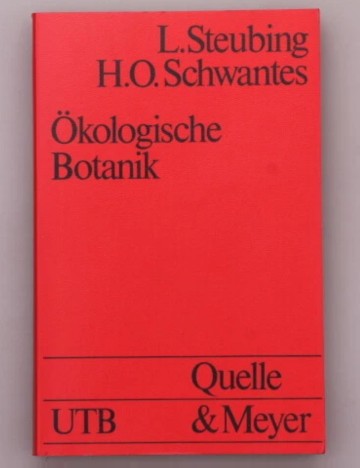 L. Steubing
H.O. Schwantes
Ökologische
Botanik
Quelle
UTB & Meyer